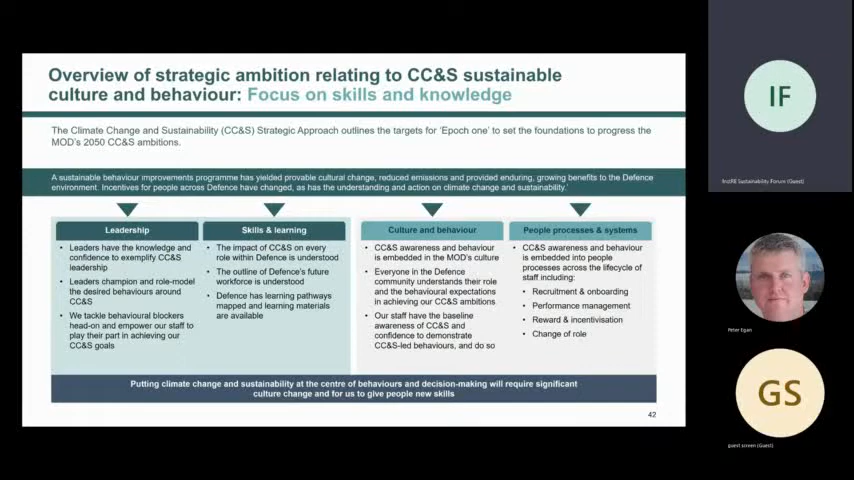 Overview of strategic ambition relating to CC&S sustainable
culture and behaviour: Focus on skills and knowledge
The Climate Change and Sustainability (CC&S) Strategic Approach outlines the targets for ‘Epoch one’ to set the foundations to progress the
MOD’s 2050 CC&S ambitions.
A sustainable behaviour improvements programme has yielded provable cultural change, reduced emissions and provided enduring, growing benefits to the Defence
environment. Incentives for people across Defence have changed, as has the understanding and action on climate change and sustainability.’
Leadership
• Leaders have the knowledge and
confidence to exemplify CC&S
leadership
• Leaders champion and role-model
the desired behaviours around
CC&S
• We tackle behavioural blockers
head-on and empower our staff to
play their part in achieving our
CC&S goals
Skills & learning
• The impact of CC&S on every
role within Defence is understood
• The outline of Defence’s future
workforce is understood
• Defence has learning pathways
mapped and learning materials
are available
Culture and behaviour
• CC&S awareness and behaviour
is embedded in the MOD’s culture
• Everyone in the Defence
community understands their role
and the behavioural expectations
in achieving our CC&S ambitions
• Our staff have the baseline
awareness of CC&S and
confidence to demonstrate
CC&S-led behaviours, and do so
People processes & systems
• CC&S awareness and behaviour
is embedded into people
processes across the lifecycle of
staff including:
• Recruitment & onboarding
• Performance management
• Reward & incentivisation
• Change of role
Putting climate change and sustainability at the centre of behaviours and decision-making will require significant
culture change and for us to give people new skills
42
IF
Sustainability Forum (Guest)
Peter Egan
GS
guest screen (Guest)